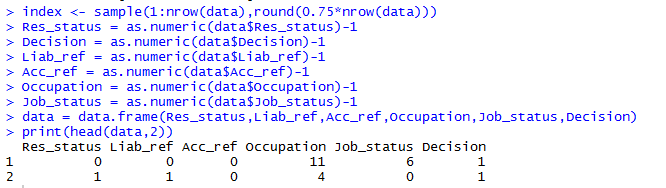 > index <- sample(1:nrow(data),round(0.75*nrow(data)))
> Res_status = as.numeric(data$Res_status)-1
> Decision = as.numeric(data$Decision)-1
> Liab_ref = as.numeric(data$Liab_ref)-1
> Acc_ref = as.numeric(data$Acc_ref)-1
> Occupation = as.numeric(data$Occupation)-1
> Job_status = as.numeric(data$Job_status)-1
> data = data.frame(Res_status,Liab_ref,Acc_ref,Occupation,Job_status,Decision)
> print(head(data,2))
  Res_status Liab_ref Acc_ref Occupation Job_status Decision
1          0        0       0         11          6        1
2          1        1       0          4          0        1